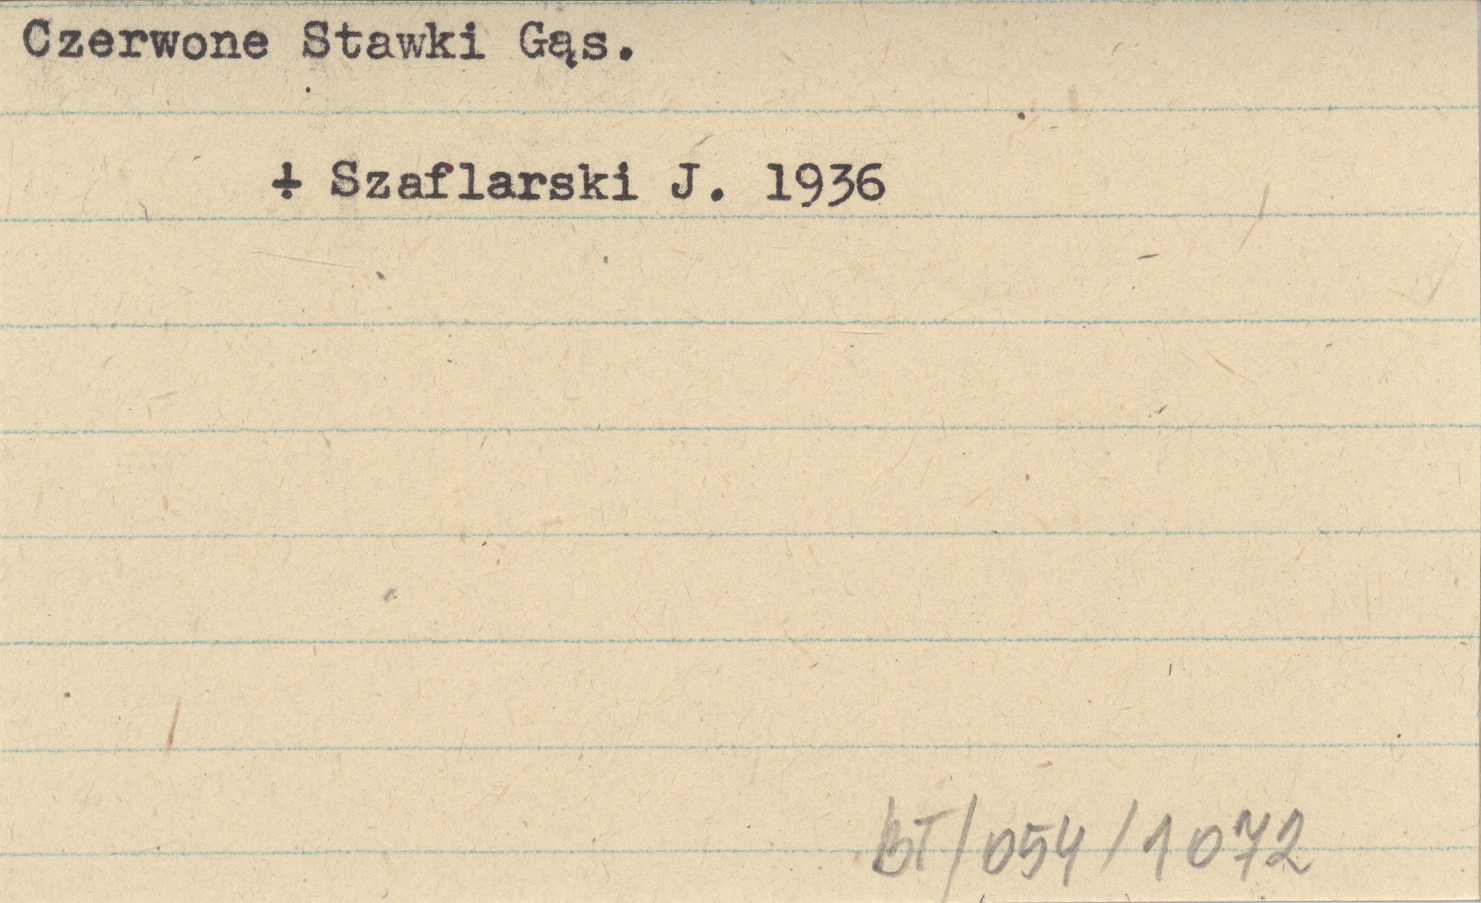 Czerwone Stawki Gąs.
⸓ Szaflarski J. 1936
BT/054/1072